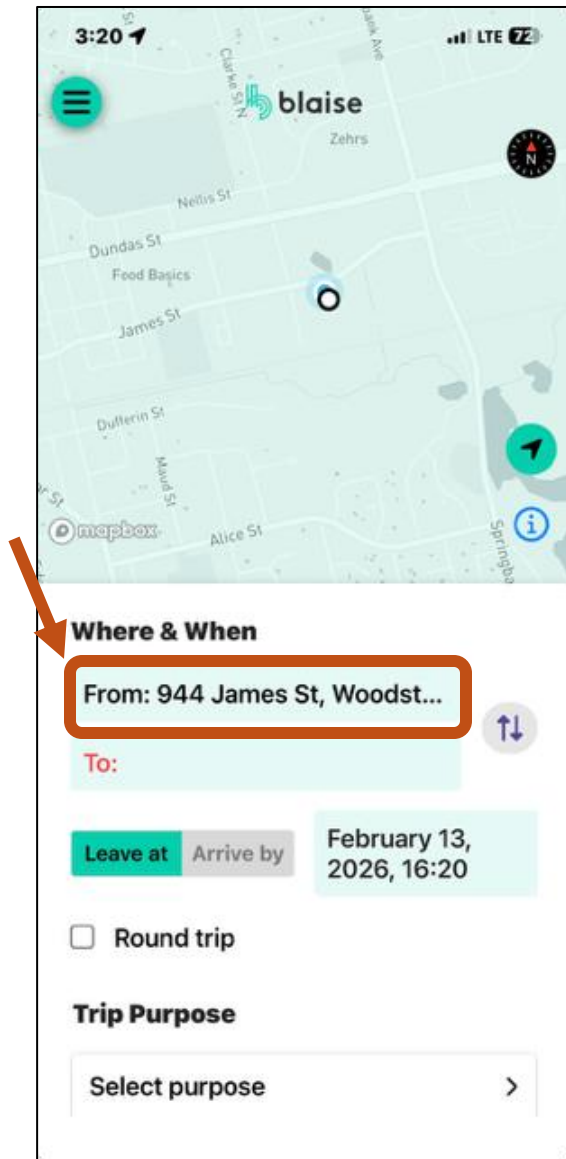 3:20
LTE 72
blaise
Clarke St N
Zehrs
N
Nellis St
Dundas St
Food Basics
James St
Dufferin St
Maud St
mapbox
Alice St
i
Where & When
From: 944 James St, Woodst...
To:
Leave at Arrive by
February 13,
2026, 16:20
Round trip
Trip Purpose
Select purpose